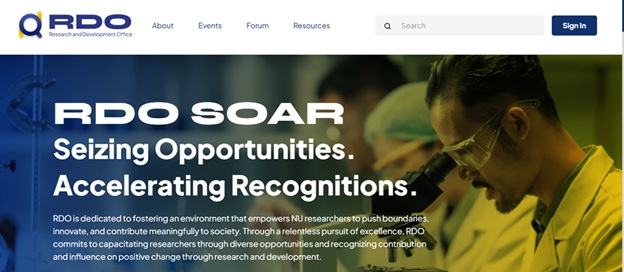 RDO
Research and Development Office
About
Events
Forum
Resources
Search
Sign In
RDO SOAR
Seizing Opportunities.
Accelerating Recognitions.
RDO is dedicated to fostering an environment that empowers NU researchers to push boundaries,
innovate, and contribute meaningfully to society. Through a relentless pursuit of excellence, RDO
commits to capacitating researchers through diverse opportunities and recognizing contribution
and influence on positive change through research and development.